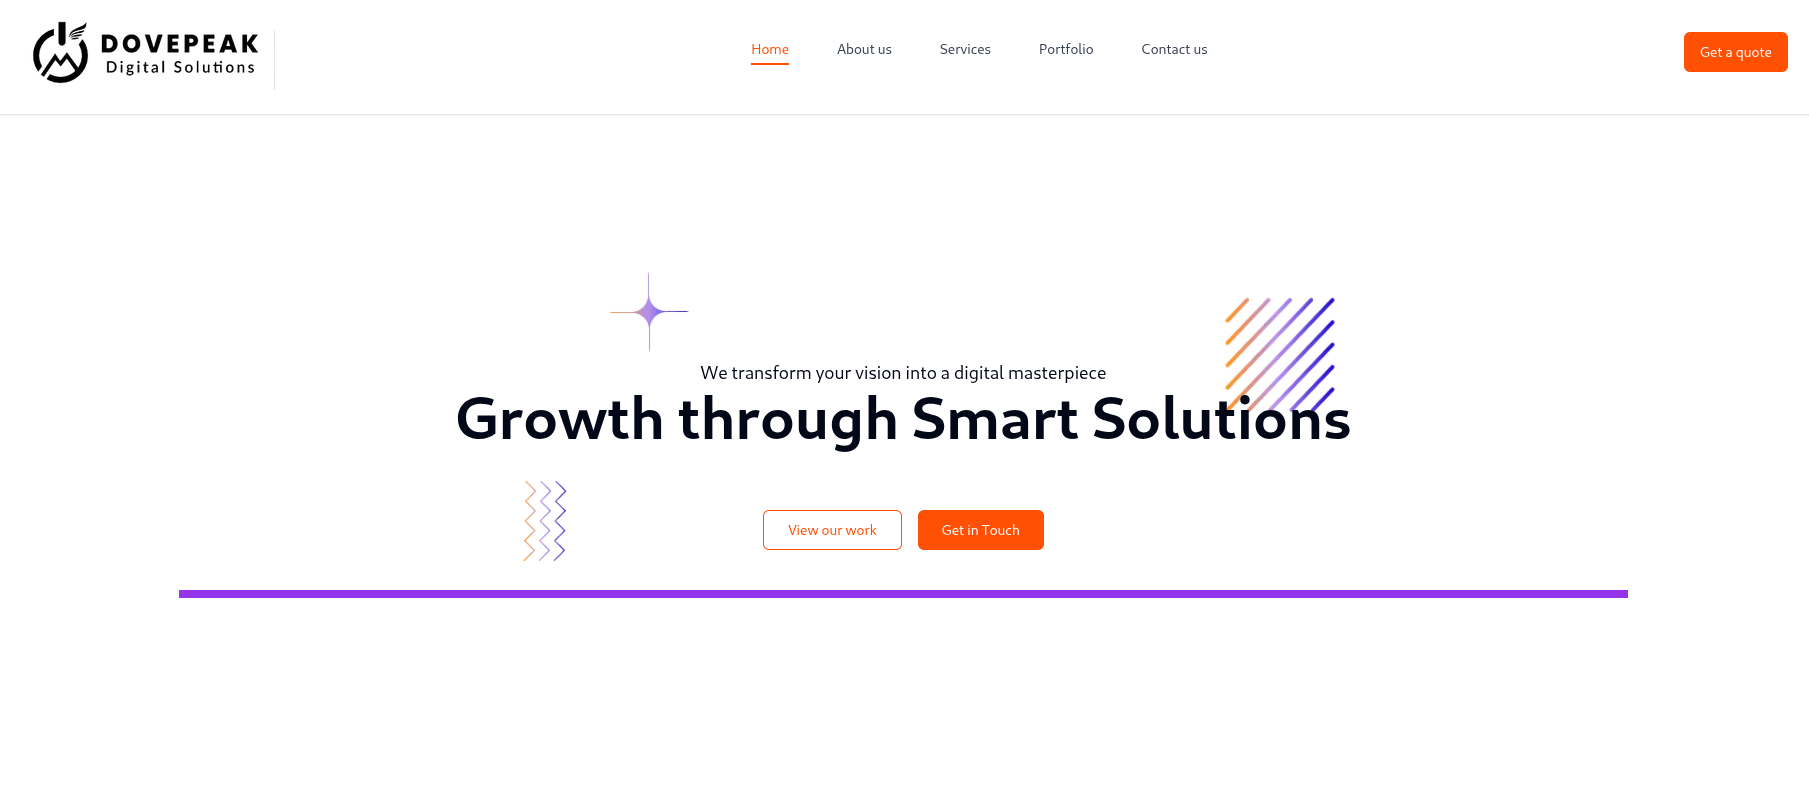 DOVEPEAK
Digital Solutions
Home
About us
Services
Portfolio
Contact us
Get a quote
We transform your vision into a digital masterpiece
Growth through Smart Solutions
View our work
Get in Touch